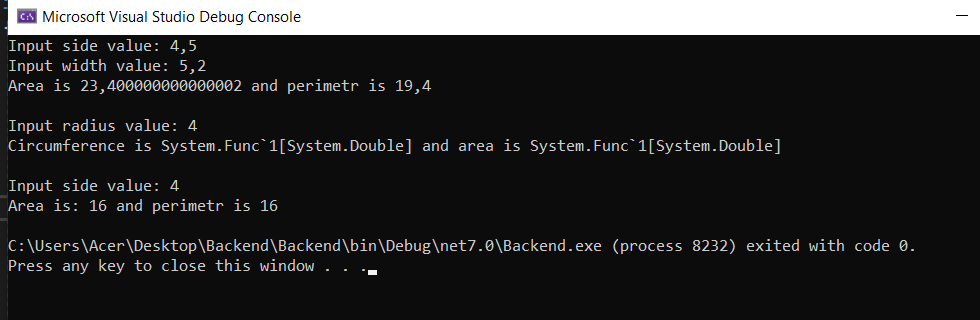 Microsoft Visual Studio Debug Console
Input side value: 4,5
Input width value: 5,2
Area is 23,400000000000002 and perimetr is 19,4
Input radius value: 4
Circumference is System.Func`1[System.Double] and area is System.Func`1[System.Double]
Input side value: 4
Area is: 16 and perimetr is 16
C:\Users\Acer\Desktop\Backend\Backend\bin\Debug\net7.0\Backend.exe (process 8232) exited with code 0.
Press any key to close this window . . .